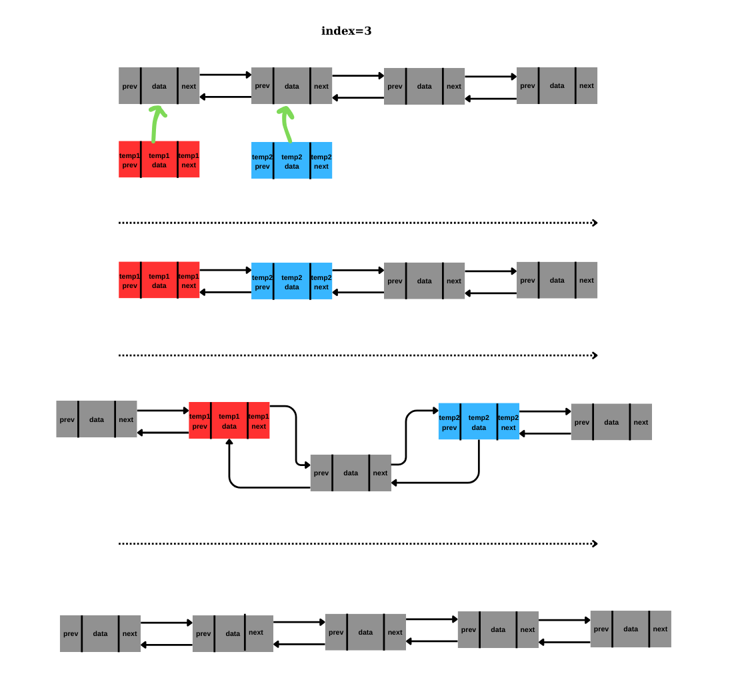 index=3
prev data next prev data next prev data next prev data next
temp1 temp1 temp1 temp2 temp2 temp2
prev data next prev data next
temp1 temp1 temp1 temp2 temp2 temp2
prev data next prev data next prev data next prev data next
temp1 temp1 temp1 temp2 temp2 temp2
prev data next prev data next prev data next prev data next
prev data next
prev data next prev data next prev data next prev data next prev data next